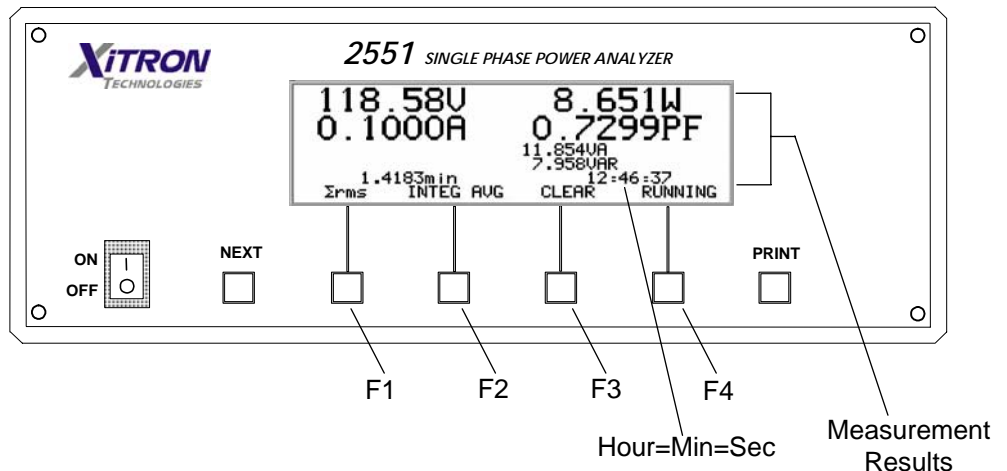 XiTRON
TECHNOLOGIES
2551 SINGLE PHASE POWER ANALYZER
118.58V 8.651W
0.1000A 0.7299PF
11.854VA
7.958VAR
1.4183min 12:46:37
Σrms INTEG AVG CLEAR RUNNING
ON
OFF
NEXT
PRINT
F1 F2 F3 F4
Hour=Min=Sec
Measurement
Results